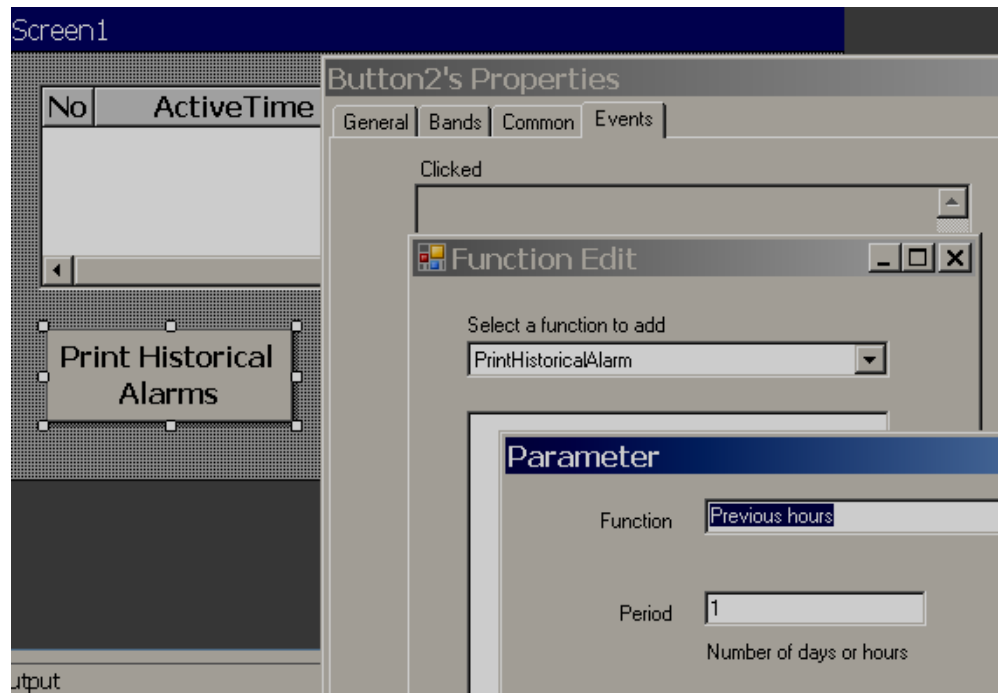 Screen1
No ActiveTime
Print Historical
Alarms
Button2's Properties
General Bands Common Events
Clicked
Function Edit
Select a function to add
PrintHistoricalAlarm
Parameter
Function Previous hours
Period 1
Number of days or hours
utput